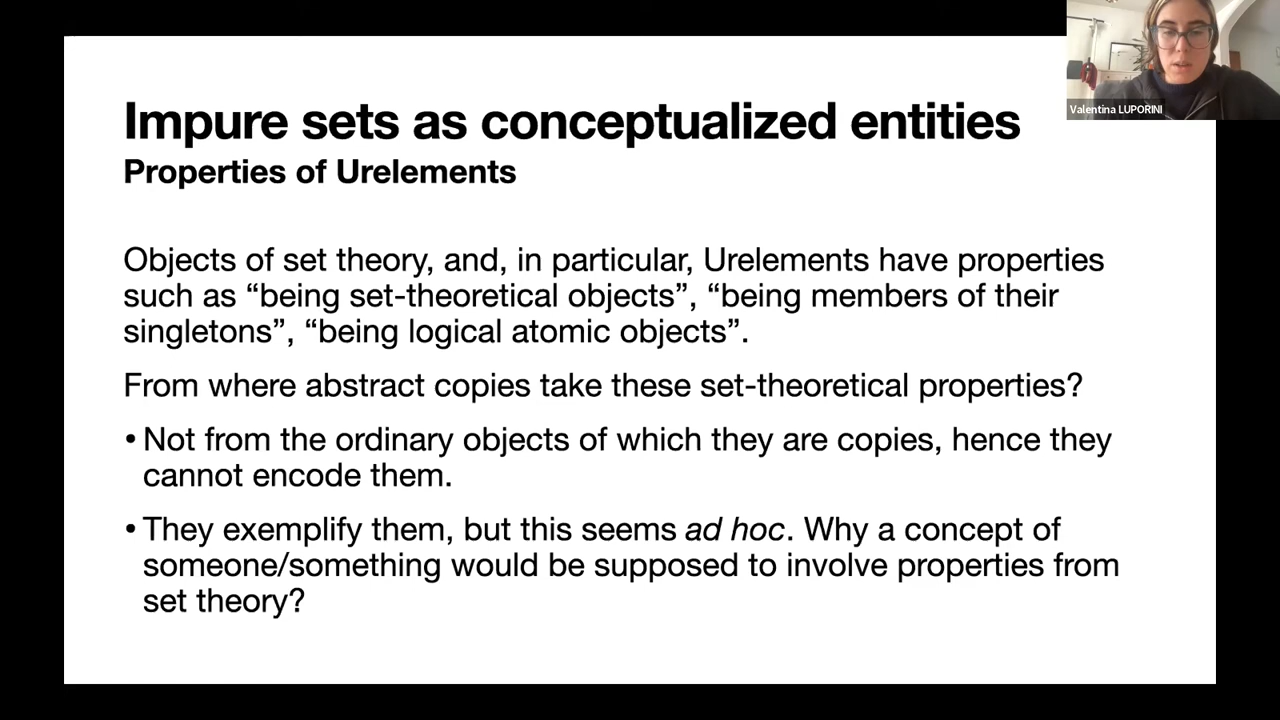 Impure sets as conceptualized entities
Properties of Urelements
Objects of set theory, and, in particular, Urelements have properties
such as “being set-theoretical objects”, “being members of their
singletons”, “being logical atomic objects”.
From where abstract copies take these set-theoretical properties?
• Not from the ordinary objects of which they are copies, hence they
cannot encode them.
• They exemplify them, but this seems ad hoc. Why a concept of
someone/something would be supposed to involve properties from
set theory?
Valentina LUPORINI